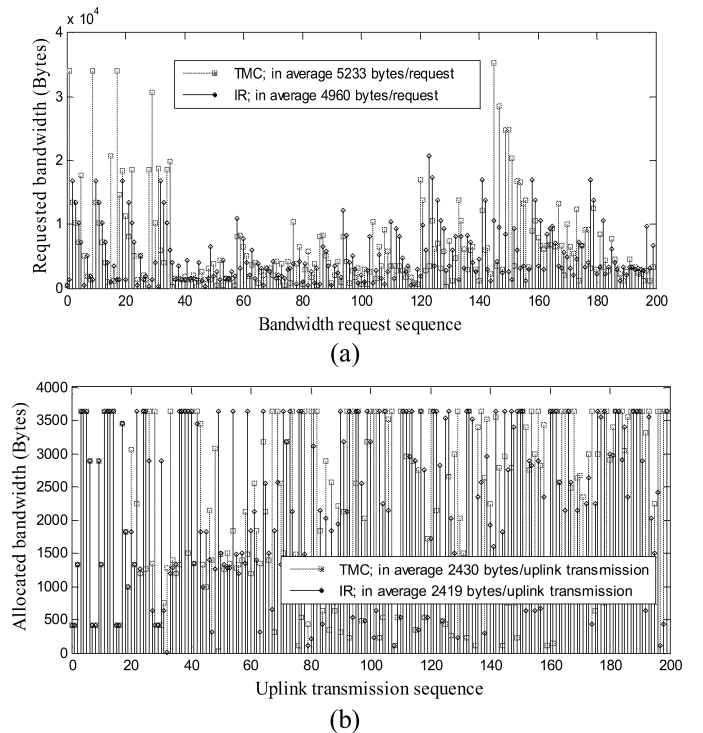 x 10⁴
4
3
2
1
0
Requested bandwidth (Bytes)
TMC; in average 5233 bytes/request
IR; in average 4960 bytes/request
0 20 40 60 80 100 120 140 160 180 200
Bandwidth request sequence
(a)
4000
3500
3000
2500
2000
1500
1000
500
0
Allocated bandwidth (Bytes)
TMC; in average 2430 bytes/uplink transmission
IR; in average 2419 bytes/uplink transmission
0 20 40 60 80 100 120 140 160 180 200
Uplink transmission sequence
(b)